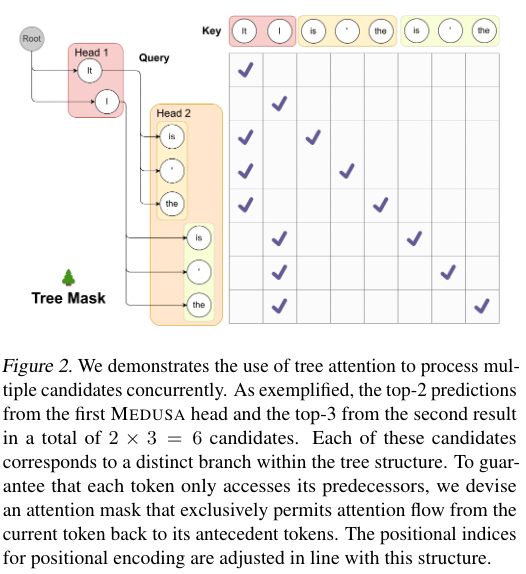 Root
Head 1
It
I
Query
Key
It I is ' the is ' the
Head 2
is
'
the
is
'
the
Tree Mask
Figure 2. We demonstrates the use of tree attention to process mul-
tiple candidates concurrently. As exemplified, the top-2 predictions
from the first MEDUSA head and the top-3 from the second result
in a total of 2 × 3 = 6 candidates. Each of these candidates
corresponds to a distinct branch within the tree structure. To guar-
antee that each token only accesses its predecessors, we devise
an attention mask that exclusively permits attention flow from the
current token back to its antecedent tokens. The positional indices
for positional encoding are adjusted in line with this structure.